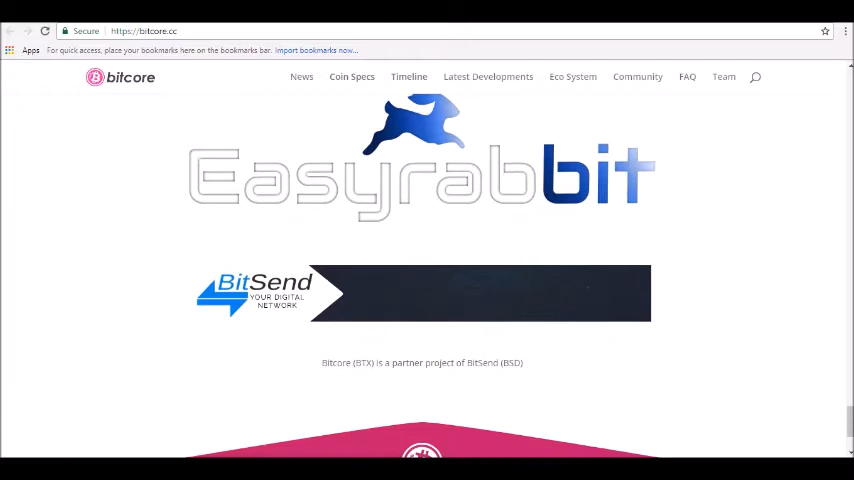 Secure https://bitcore.cc
Apps For quick access, place your bookmarks here on the bookmarks bar. Import bookmarks now...
bitcore News Coin Specs Timeline Latest Developments Eco System Community FAQ Team
Easyrabbit
BitSend
YOUR DIGITAL
NETWORK
Bitcore (BTX) is a partner project of BitSend (BSD)